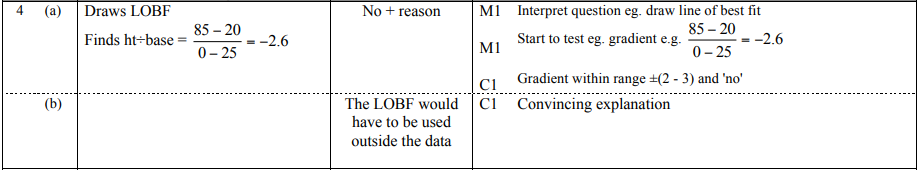 4 (a) Draws LOBF No + reason M1 Interpret question eg. draw line of best fit
Finds ht÷base = (85 – 20)/(0 – 25) = –2.6 M1 Start to test eg. gradient e.g. (85 – 20)/(0 – 25) = –2.6
C1 Gradient within range ±(2 - 3) and 'no'
(b) The LOBF would C1 Convincing explanation
have to be used
outside the data